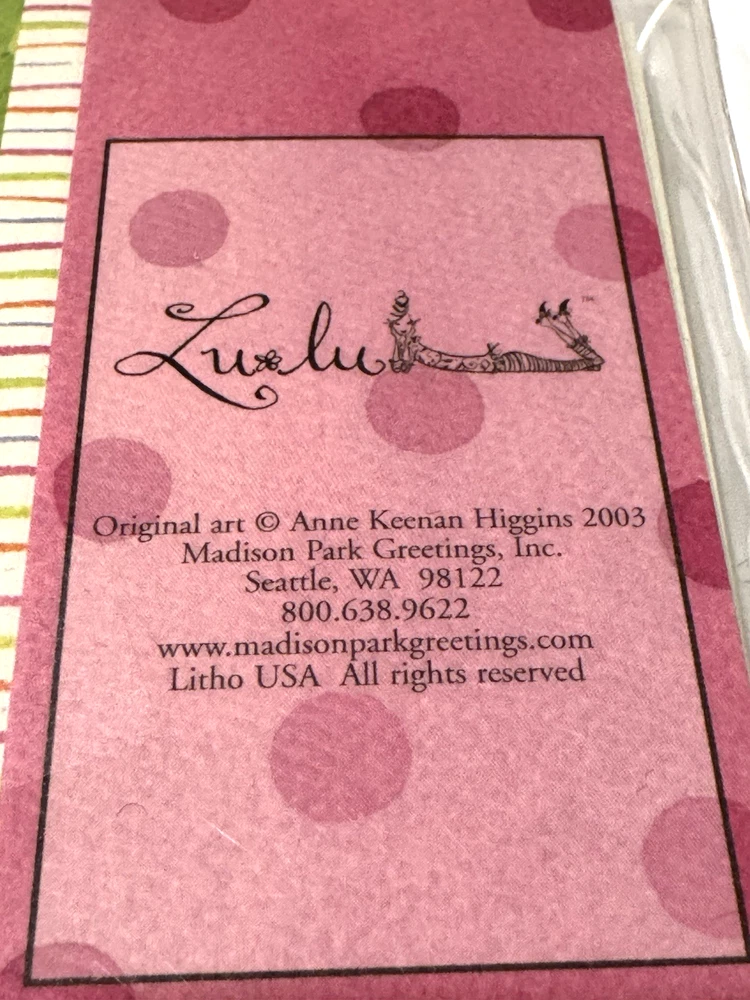 Lulu ™
Original art © Anne Keenan Higgins 2003
Madison Park Greetings, Inc.
Seattle, WA 98122
800.638.9622
www.madisonparkgreetings.com
Litho USA All rights reserved